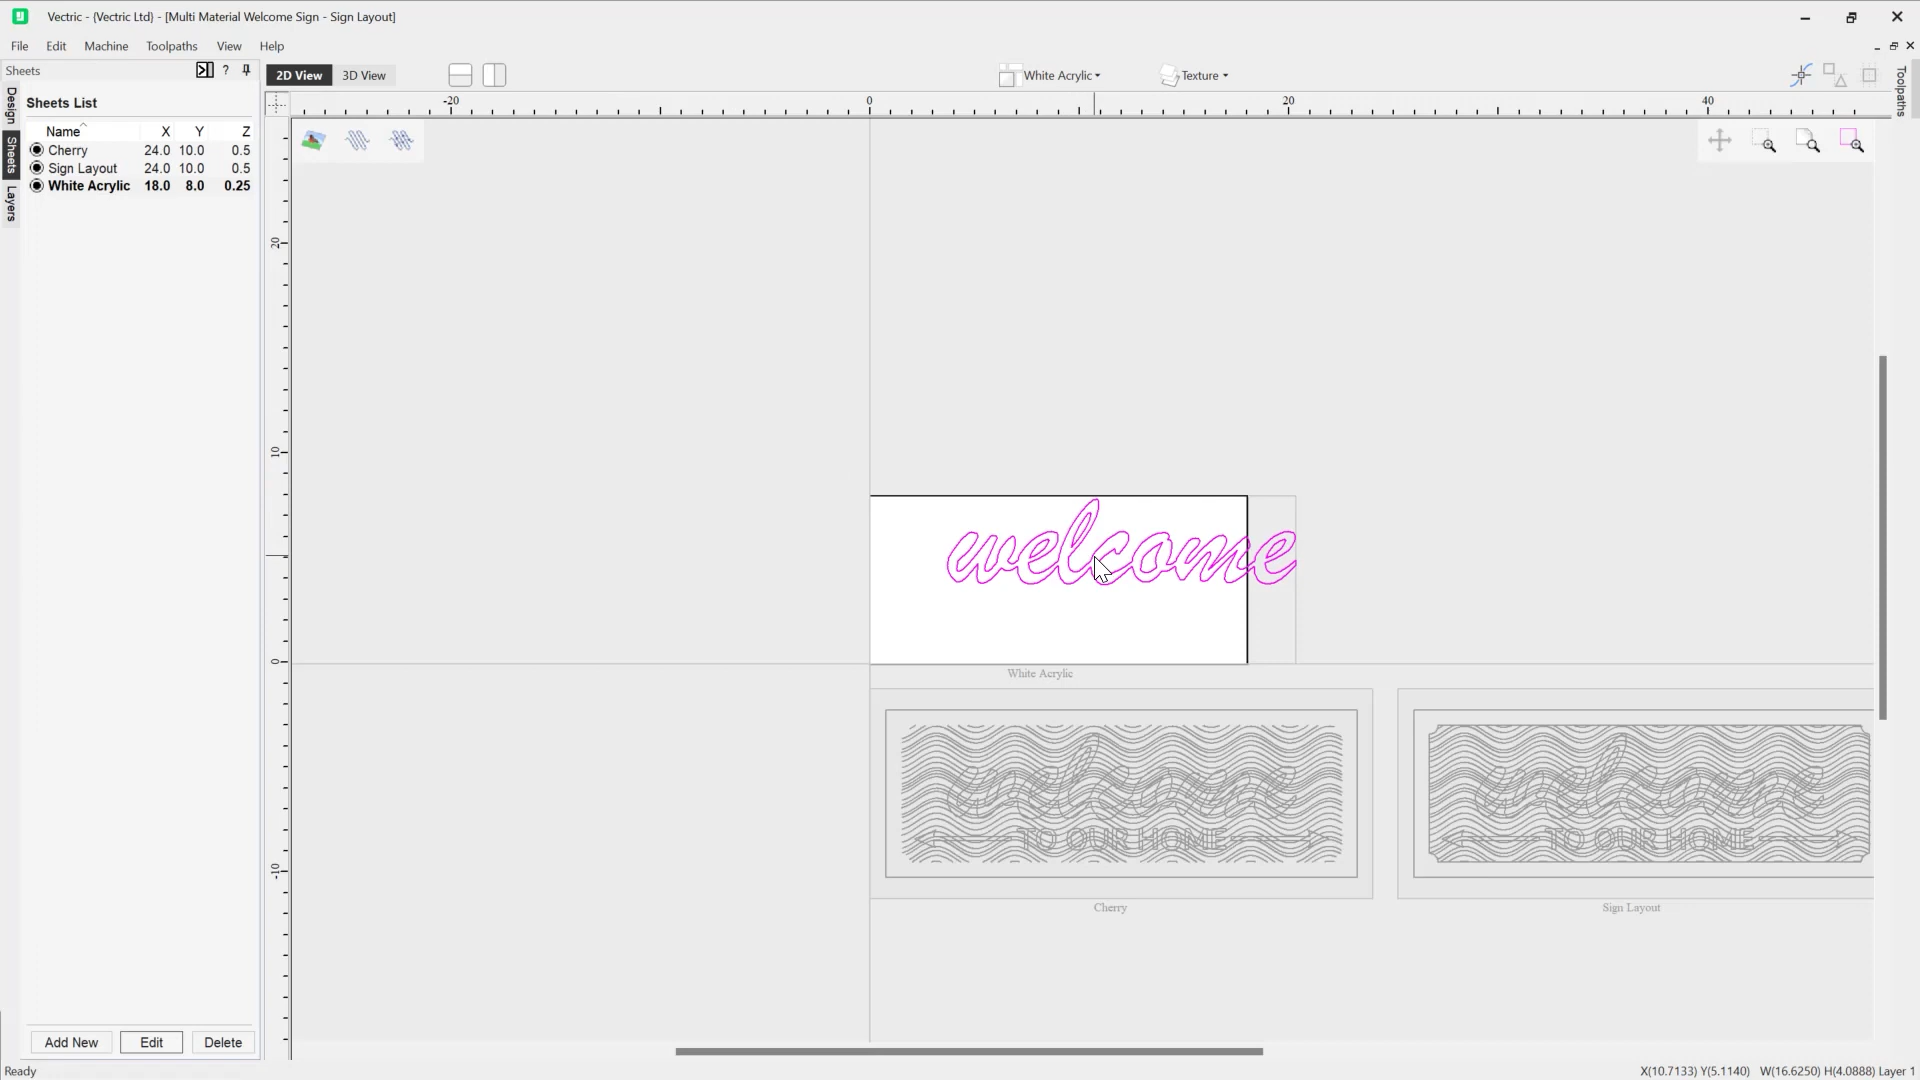 Vectric - {Vectric Ltd} - [Multi Material Welcome Sign - Sign Layout]
File Edit Machine Toolpaths View Help
Sheets ?
2D View 3D View
White Acrylic
Texture
Toolpaths
Design
Sheets
Layers
Sheets List
Name X Y Z
Cherry 24.0 10.0 0.5
Sign Layout 24.0 10.0 0.5
White Acrylic 18.0 8.0 0.25
-20 0 20 40
20
10
0
-10
welcome
White Acrylic
welcome
TO OUR HOME
Cherry
welcome
TO OUR HOME
Sign Layout
Add New Edit Delete
Ready
X(10.7133) Y(5.1140) W(16.6250) H(4.0888) Layer 1